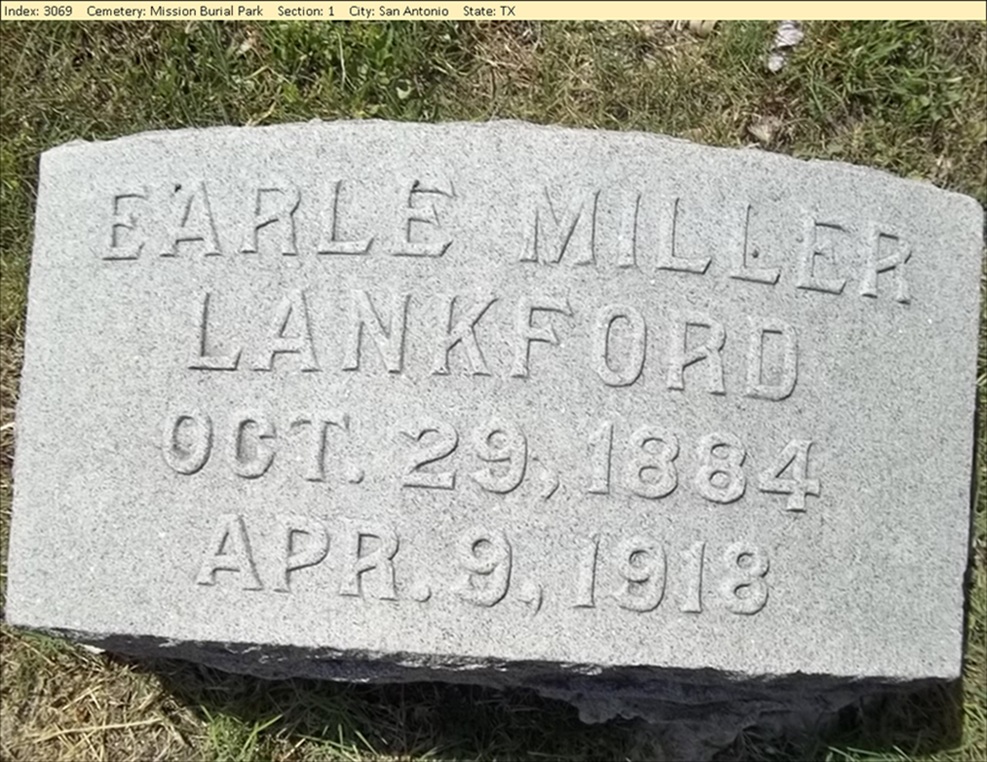 Index: 3069 Cemetery: Mission Burial Park Section: 1 City: San Antonio State: TX
EARLE MILLER
LANKFORD
OCT. 29, 1884
APR. 9, 1918